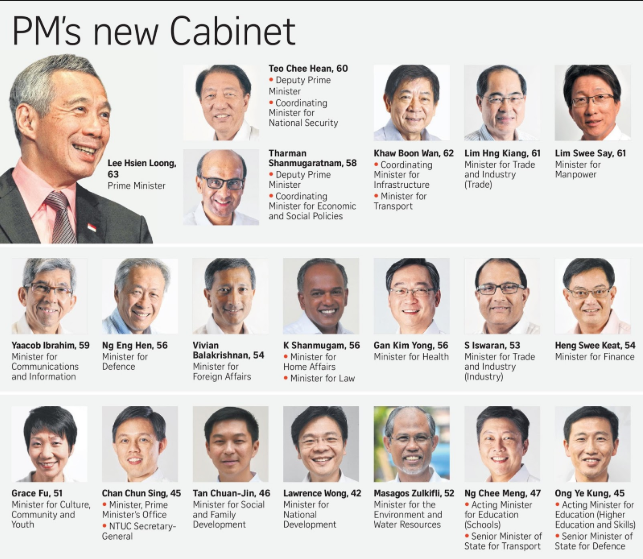 PM's new Cabinet
Lee Hsien Loong,
63
Prime Minister
Teo Chee Hean, 60
• Deputy Prime
Minister
• Coordinating
Minister for
National Security
Tharman
Shanmugaratnam, 58
• Deputy Prime
Minister
• Coordinating
Minister for Economic
and Social Policies
Khaw Boon Wan, 62
• Coordinating
Minister for
Infrastructure
• Minister for
Transport
Lim Hng Kiang, 61
Minister for Trade
and Industry
(Trade)
Lim Swee Say, 61
Minister for
Manpower
Yaacob Ibrahim, 59
Minister for
Communications
and Information
Ng Eng Hen, 56
Minister for
Defence
Vivian
Balakrishnan, 54
Minister for
Foreign Affairs
K Shanmugam, 56
• Minister for
Home Affairs
• Minister for Law
Gan Kim Yong, 56
Minister for Health
S Iswaran, 53
Minister for Trade
and Industry
(Industry)
Heng Swee Keat, 54
Minister for Finance
Grace Fu, 51
Minister for Culture,
Community and
Youth
Chan Chun Sing, 45
• Minister, Prime
Minister's Office
• NTUC Secretary-
General
Tan Chuan-Jin, 46
Minister for Social
and Family
Development
Lawrence Wong, 42
Minister for
National
Development
Masagos Zulkifli, 52
Minister for the
Environment and
Water Resources
Ng Chee Meng, 47
• Acting Minister
for Education
(Schools)
• Senior Minister of
State for Transport
Ong Ye Kung, 45
• Acting Minister for
Education (Higher
Education and Skills)
• Senior Minister of
State for Defence